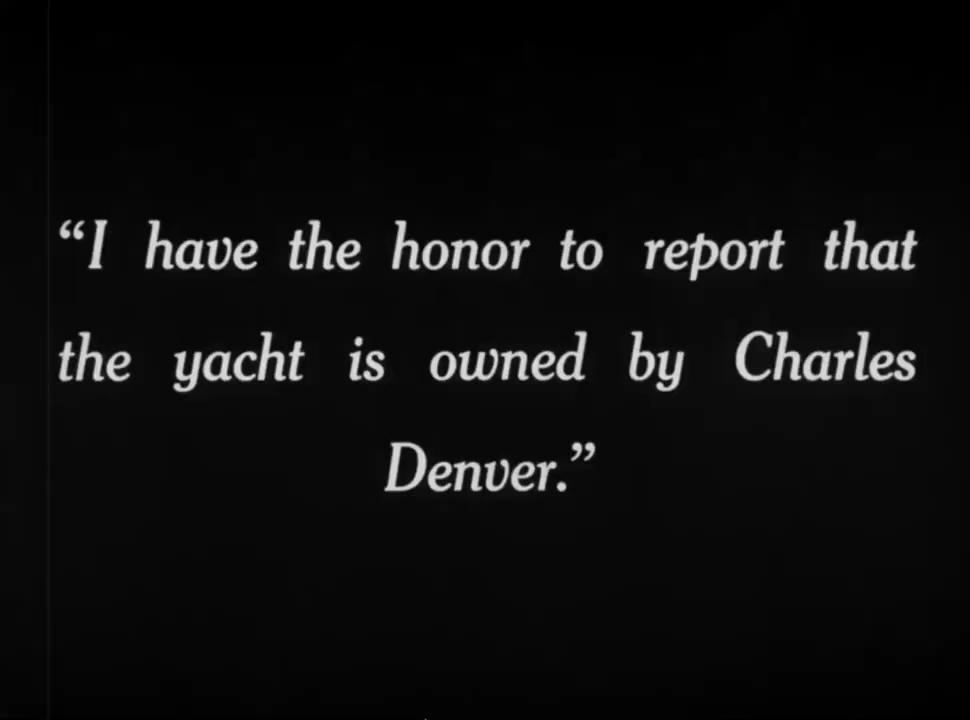 “I have the honor to report that
the yacht is owned by Charles
Denver.”